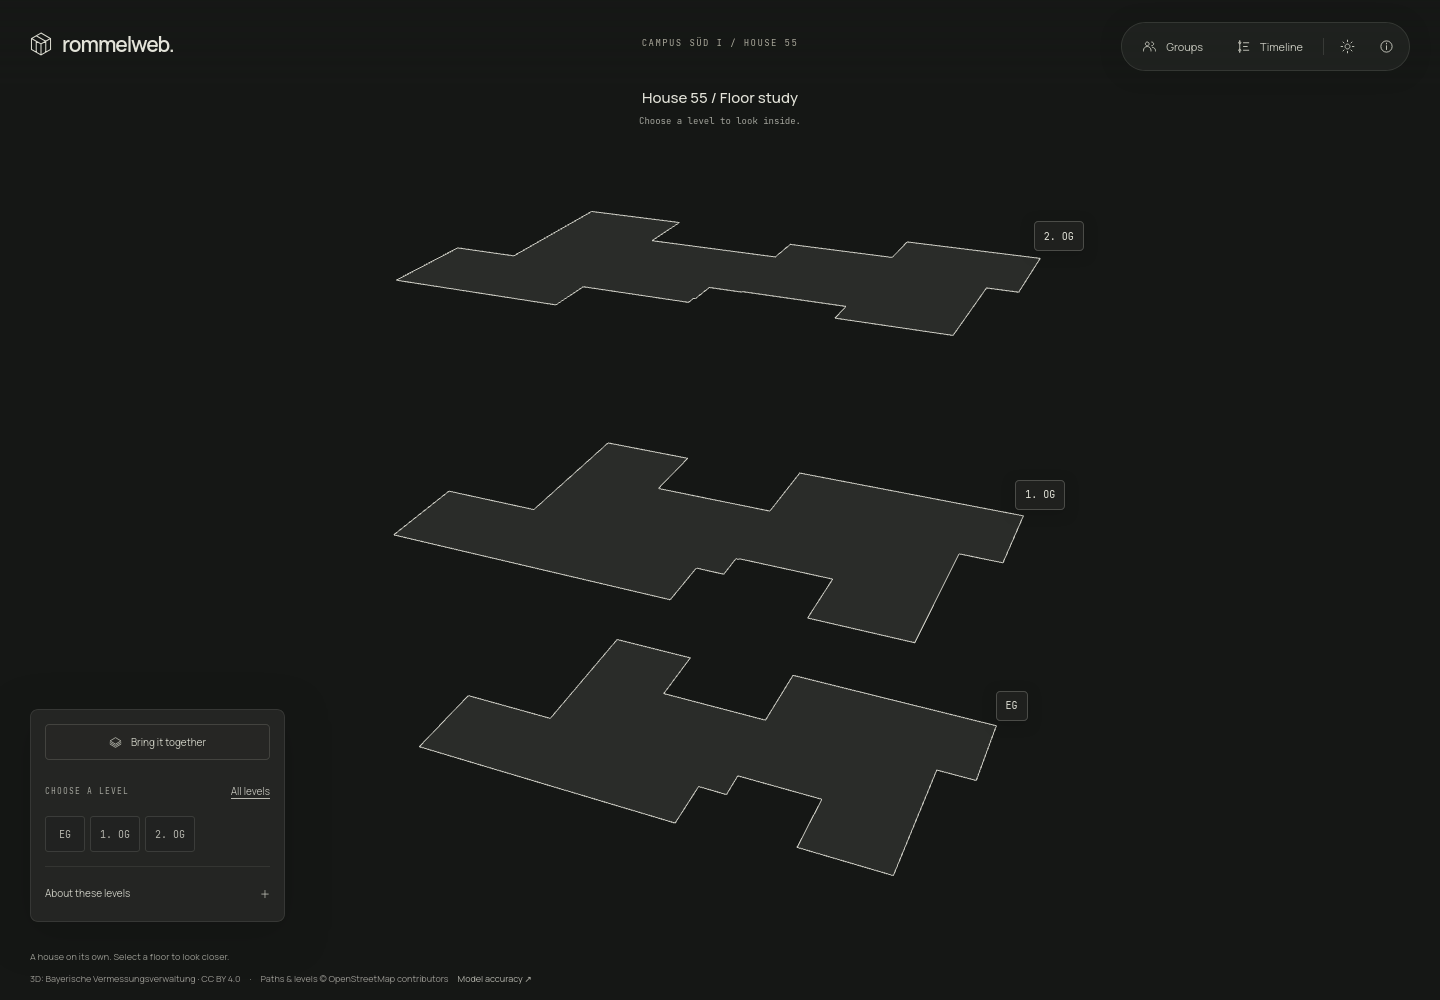 rommelweb.
CAMPUS SÜD I / HOUSE 55
Groups
Timeline
House 55 / Floor study
Choose a level to look inside.
2. OG
1. OG
EG
Bring it together
CHOOSE A LEVEL
All levels
EG
1. OG
2. OG
About these levels
+
A house on its own. Select a floor to look closer.
3D: Bayerische Vermessungsverwaltung · CC BY 4.0 · Paths & levels © OpenStreetMap contributors Model accuracy ↗